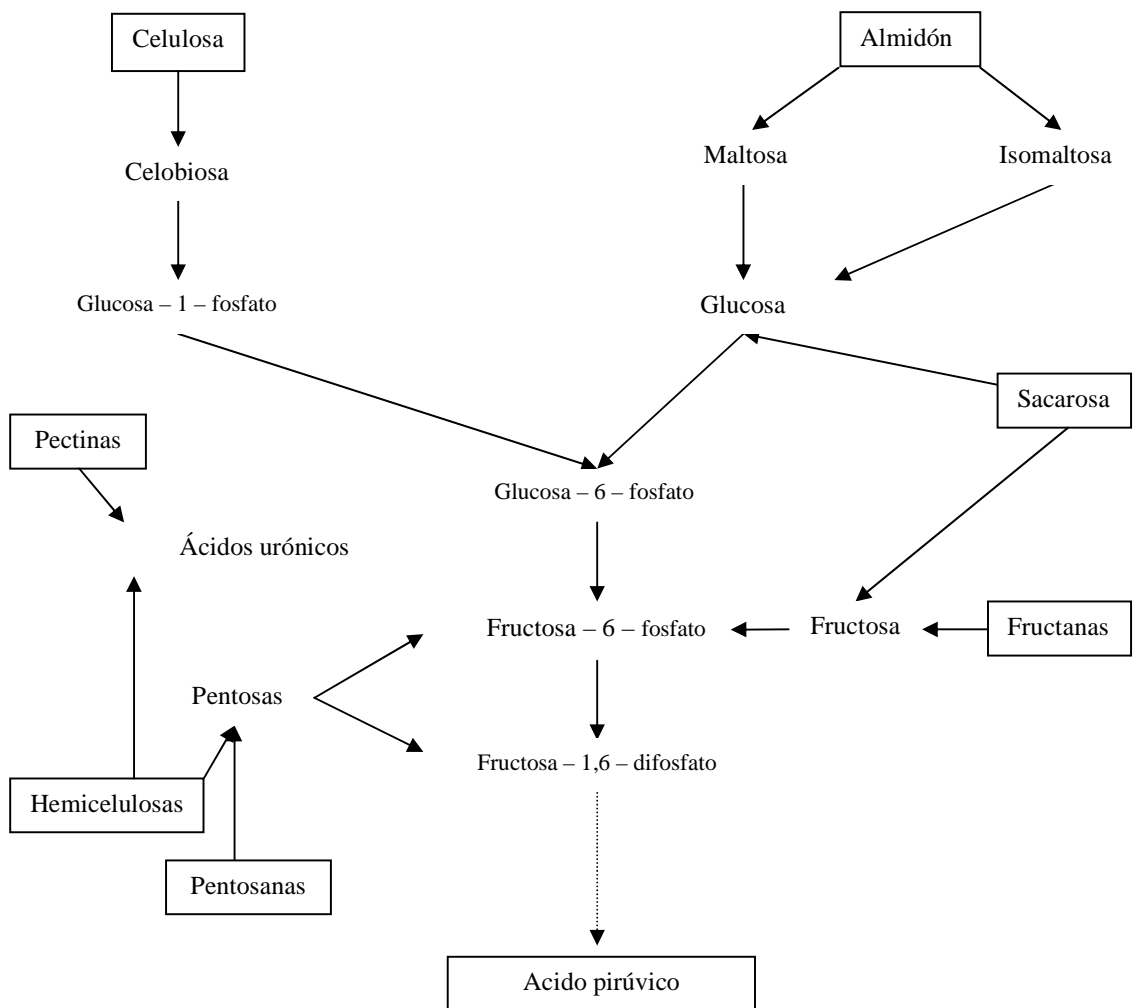 Celulosa
Almidón
Celobiosa
Maltosa
Isomaltosa
Glucosa – 1 – fosfato
Glucosa
Sacarosa
Pectinas
Glucosa – 6 – fosfato
Ácidos urónicos
Fructosa – 6 – fosfato
Fructosa
Fructanas
Pentosas
Fructosa – 1,6 – difosfato
Hemicelulosas
Pentosanas
Acido pirúvico